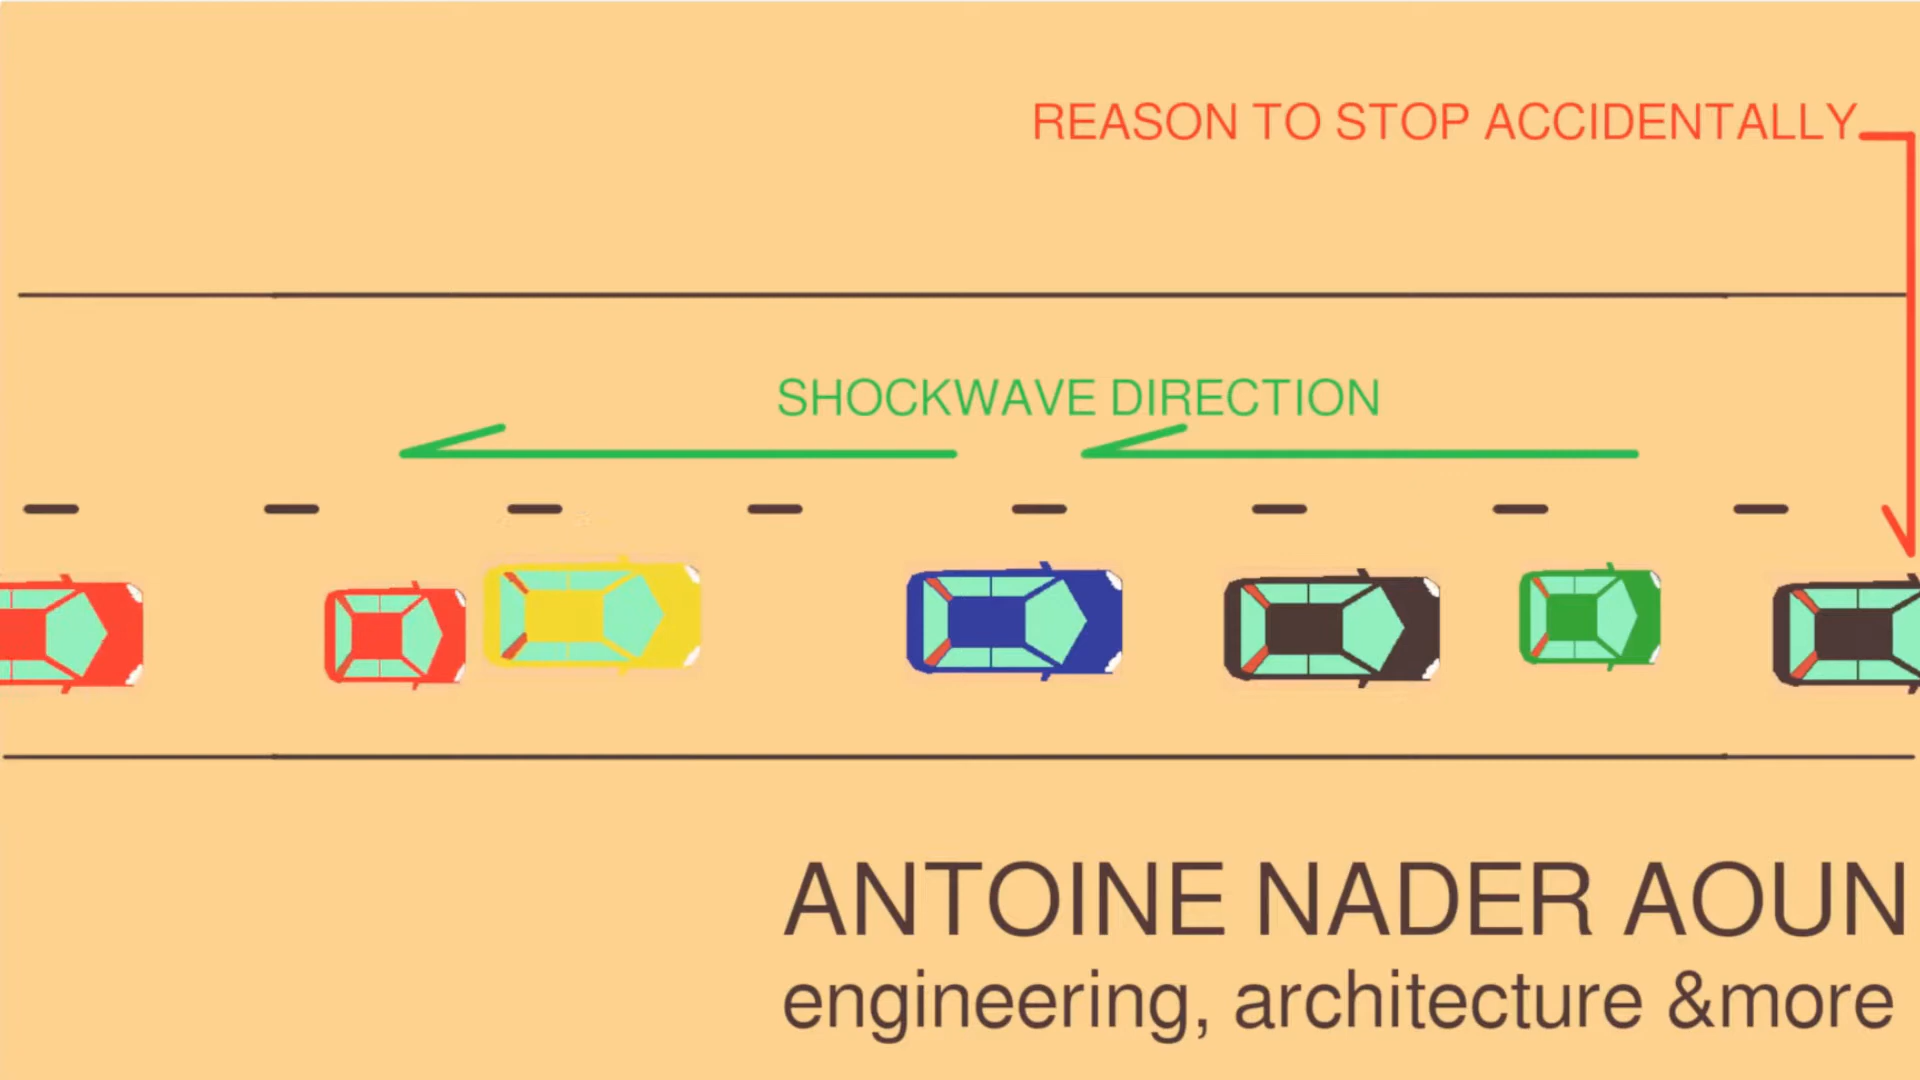 REASON TO STOP ACCIDENTALLY
SHOCKWAVE DIRECTION
ANTOINE NADER AOUN
engineering, architecture &more